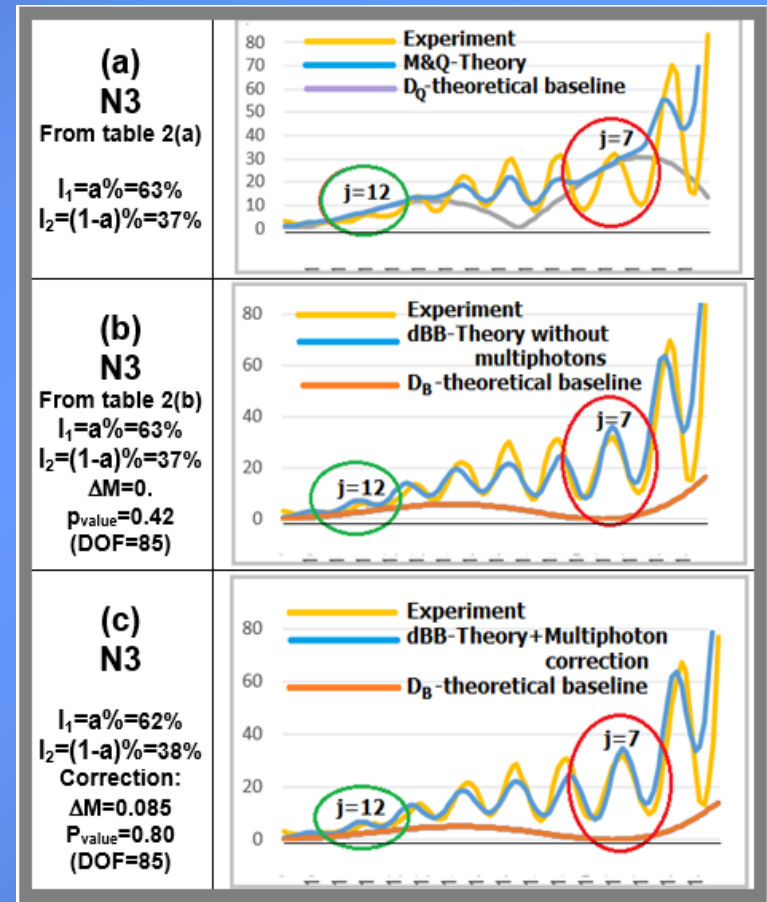 (a)
N3
From table 2(a)
I₁=a%=63%
I₂=(1-a)%=37%
Experiment
M&Q-Theory
D_Q-theoretical baseline
j=12
j=7
80
70
60
50
40
30
20
10
0
(b)
N3
From table 2(b)
I₁=a%=63%
I₂=(1-a)%=37%
ΔM=0.
pvalue=0.42
(DOF=85)
Experiment
dBB-Theory without
multiphotons
D_B-theoretical baseline
j=12
j=7
80
60
40
20
0
(c)
N3
I₁=a%=62%
I₂=(1-a)%=38%
Correction:
ΔM=0.085
Pvalue=0.80
(DOF=85)
Experiment
dBB-Theory+Multiphoton
correction
D_B-theoretical baseline
j=12
j=7
80
60
40
20
0